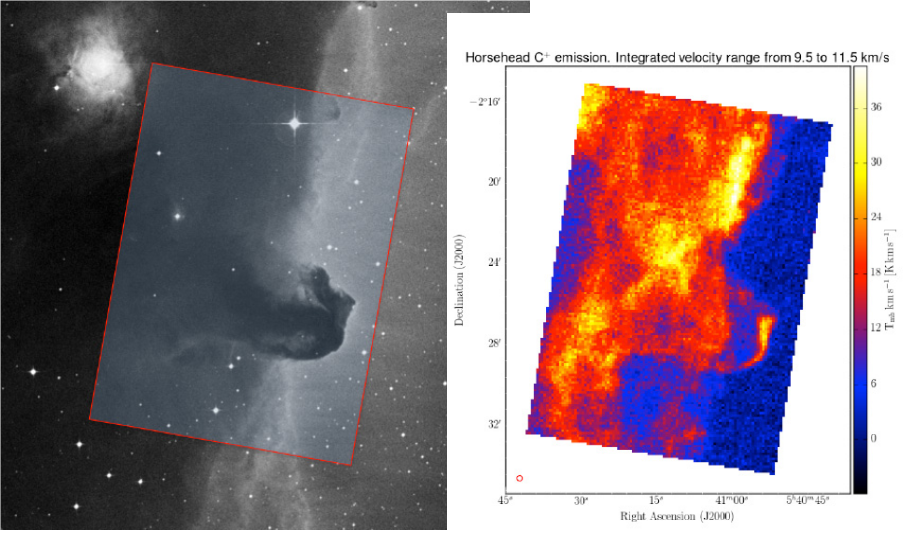 Horsehead C⁺ emission. Integrated velocity range from 9.5 to 11.5 km/s
−2°16′
20′
24′
28′
32′
Declination (J2000)
45ˢ
30ˢ
15ˢ
41ᵐ00ˢ
5ʰ40ᵐ45ˢ
Right Ascension (J2000)
36
30
24
18
12
6
0
T_mb km s⁻¹ [K km s⁻¹]